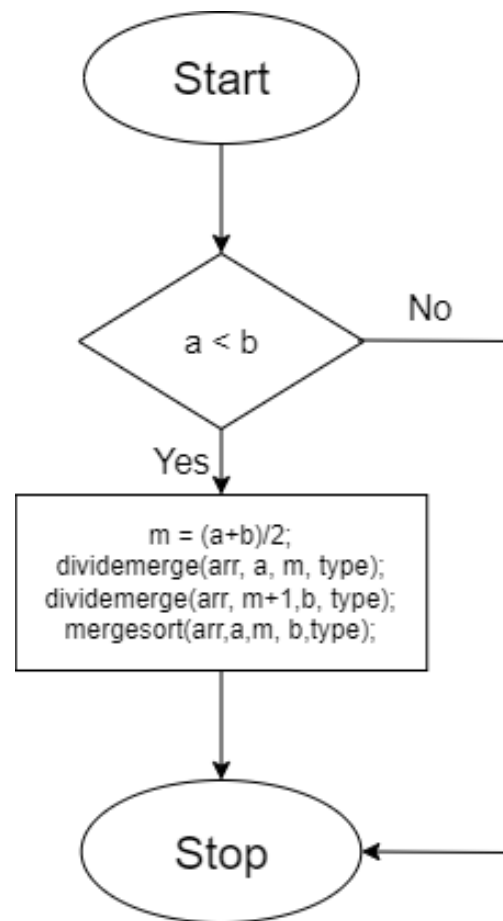 Start
a < b
No
Yes
m = (a+b)/2;
dividemerge(arr, a, m, type);
dividemerge(arr, m+1,b, type);
mergesort(arr,a,m, b,type);
Stop